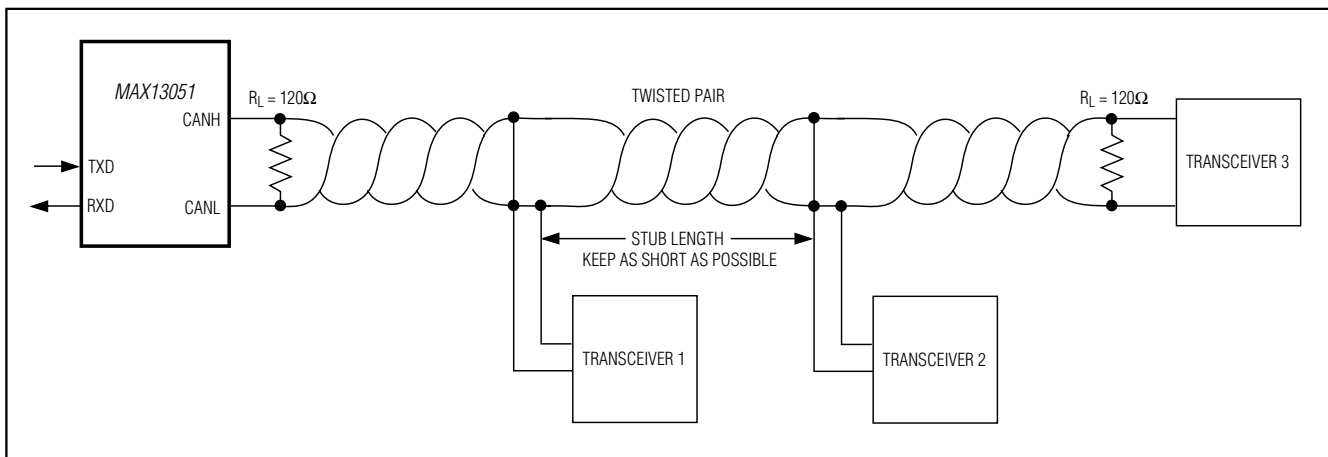 MAX13051
CANH
TXD
RXD
CANL
R_L = 120Ω
TWISTED PAIR
R_L = 120Ω
TRANSCEIVER 3
STUB LENGTH
KEEP AS SHORT AS POSSIBLE
TRANSCEIVER 1
TRANSCEIVER 2